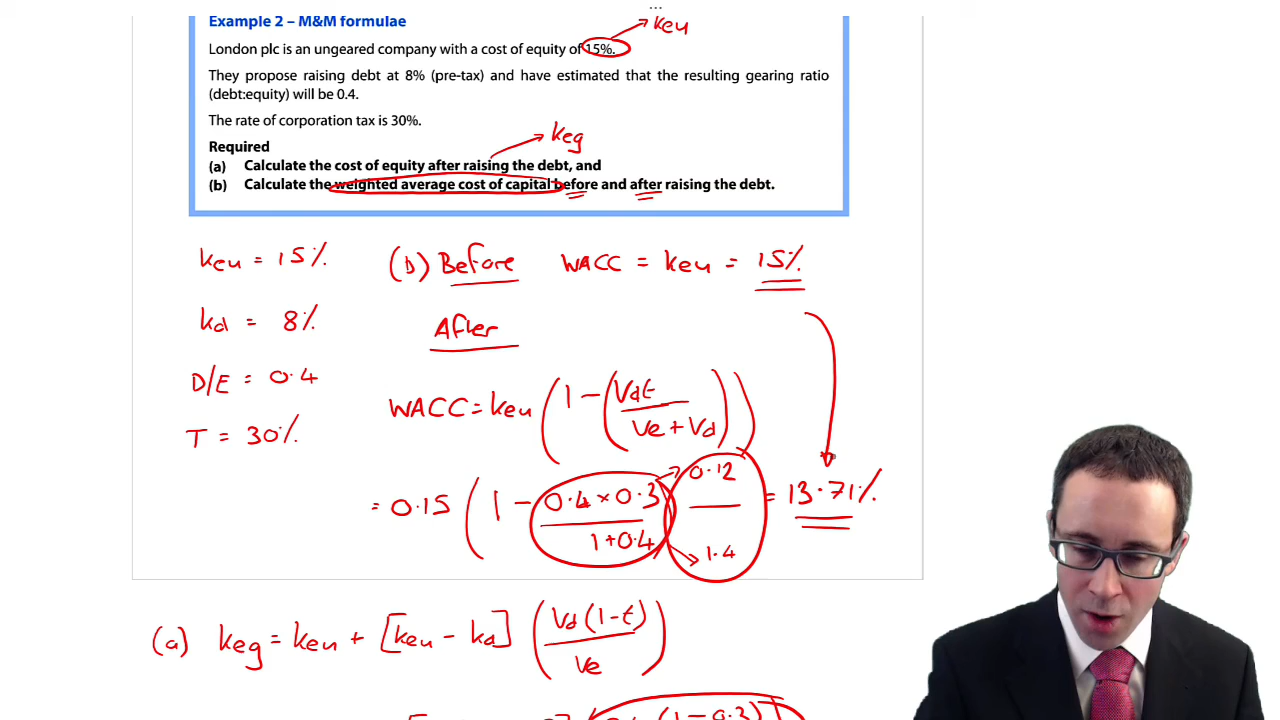 Example 2 – M&M formulae
keu
London plc is an ungeared company with a cost of equity of 15%.
They propose raising debt at 8% (pre-tax) and have estimated that the resulting gearing ratio
(debt:equity) will be 0.4.
The rate of corporation tax is 30%.
keg
Required
(a) Calculate the cost of equity after raising the debt, and
(b) Calculate the weighted average cost of capital before and after raising the debt.
keu = 15%
(b) Before WACC = keu = 15%
kd = 8%
After
D/E = 0.4
WACC = keu (1 - (Vdt / Ve + Vd))
T = 30%
= 0.15 (1 - 0.4 × 0.3 / 1+0.4) 0.12 / 1.4 = 13.71%
(a) keg = keu + [keu - kd] (Vd (1-t) / Ve)
(1-0.3)